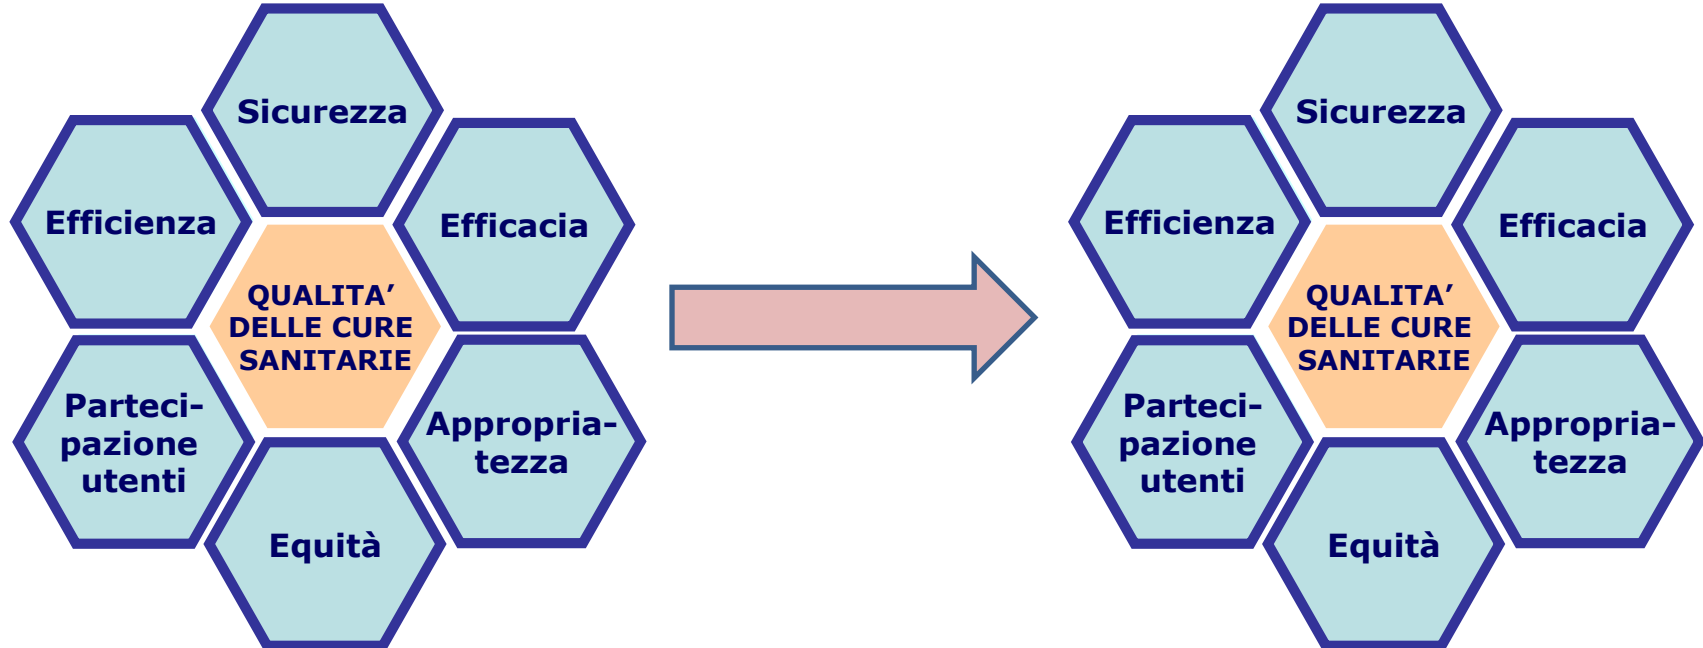 Sicurezza
Efficienza
Efficacia
QUALITA’
DELLE CURE
SANITARIE
Parteci-
pazione
utenti
Appropria-
tezza
Equità
Sicurezza
Efficienza
Efficacia
QUALITA’
DELLE CURE
SANITARIE
Parteci-
pazione
utenti
Appropria-
tezza
Equità